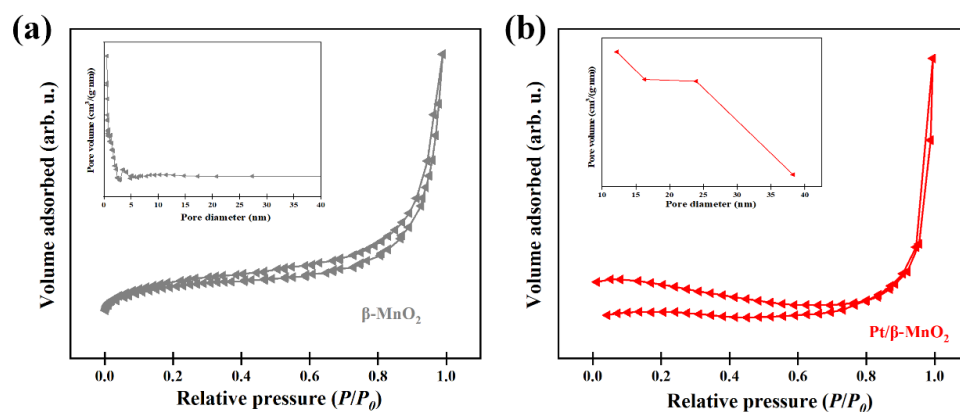 (a)
Volume adsorbed (arb. u.)
Pore volume (cm³/(g·nm))
0 5 10 15 20 25 30 35 40
Pore diameter (nm)
β-MnO₂
0.0 0.2 0.4 0.6 0.8 1.0
Relative pressure (P/P₀)
(b)
Volume adsorbed (arb. u.)
Pore volume (cm³/(g·nm))
10 15 20 25 30 35 40
Pore diameter (nm)
Pt/β-MnO₂
0.0 0.2 0.4 0.6 0.8 1.0
Relative pressure (P/P₀)